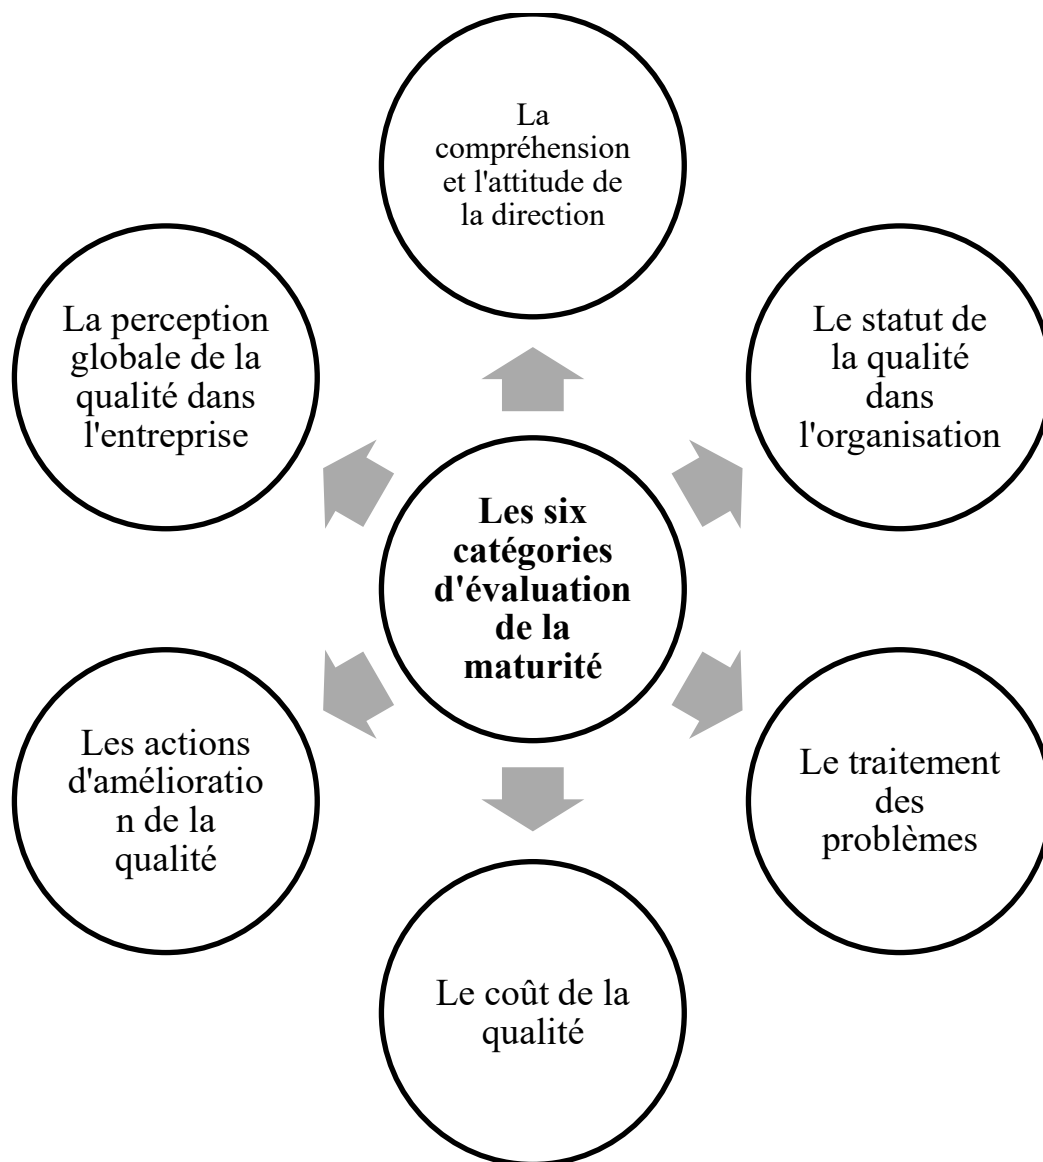 La
compréhension
et l'attitude de
la direction
Le statut de
la qualité
dans
l'organisation
Le traitement
des
problèmes
Le coût de la
qualité
Les actions
d'amélioratio
n de la
qualité
La perception
globale de la
qualité dans
l'entreprise
Les six
catégories
d'évaluation
de la
maturité